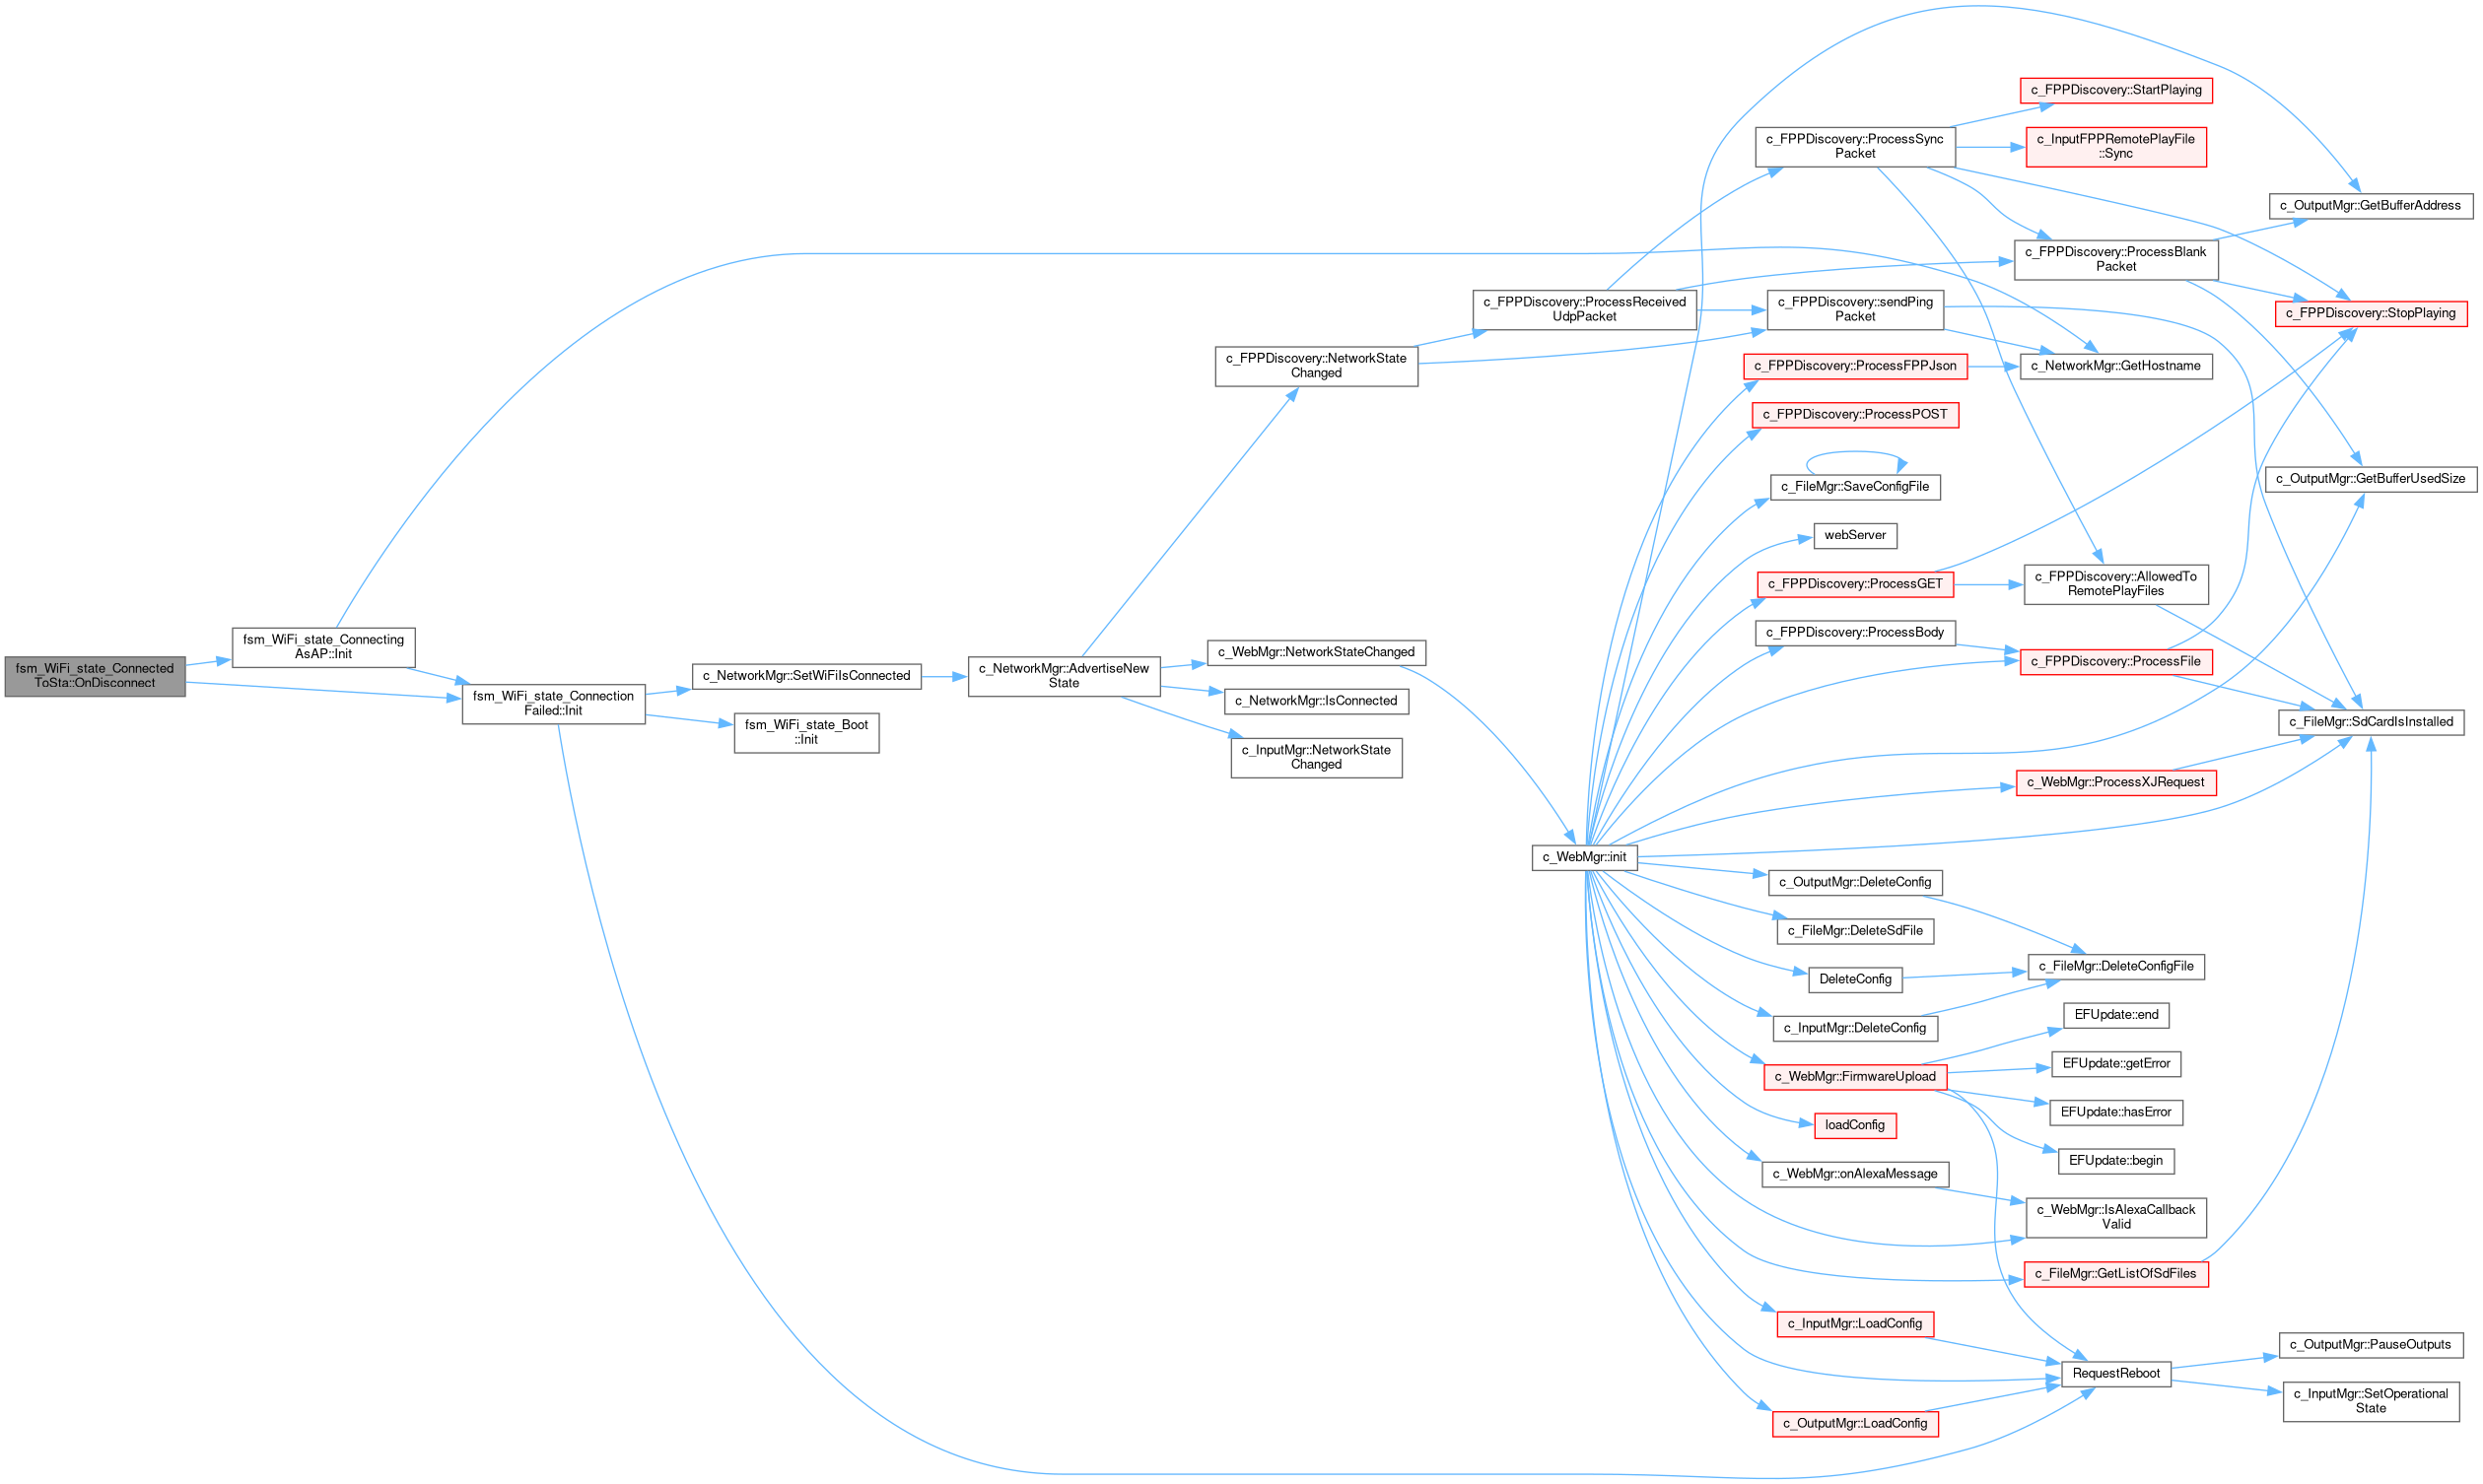 fsm_WiFi_state_Connected
ToSta::OnDisconnect
fsm_WiFi_state_Connecting
AsAP::Init
fsm_WiFi_state_Connection
Failed::Init
c_NetworkMgr::SetWiFiIsConnected
fsm_WiFi_state_Boot
::Init
c_NetworkMgr::AdvertiseNew
State
c_FPPDiscovery::NetworkState
Changed
c_WebMgr::NetworkStateChanged
c_NetworkMgr::IsConnected
c_InputMgr::NetworkState
Changed
c_FPPDiscovery::ProcessReceived
UdpPacket
c_WebMgr::init
c_FPPDiscovery::ProcessSync
Packet
c_FPPDiscovery::sendPing
Packet
c_FPPDiscovery::ProcessFPPJson
c_FPPDiscovery::ProcessPOST
c_FileMgr::SaveConfigFile
webServer
c_FPPDiscovery::ProcessGET
c_FPPDiscovery::ProcessBody
c_OutputMgr::DeleteConfig
c_FileMgr::DeleteSdFile
DeleteConfig
c_InputMgr::DeleteConfig
c_WebMgr::FirmwareUpload
loadConfig
c_WebMgr::onAlexaMessage
c_InputMgr::LoadConfig
c_OutputMgr::LoadConfig
c_FPPDiscovery::StartPlaying
c_InputFPPRemotePlayFile
::Sync
c_FPPDiscovery::ProcessBlank
Packet
c_NetworkMgr::GetHostname
c_FPPDiscovery::AllowedTo
RemotePlayFiles
c_FPPDiscovery::ProcessFile
c_WebMgr::ProcessXJRequest
c_FileMgr::DeleteConfigFile
EFUpdate::end
EFUpdate::getError
EFUpdate::hasError
EFUpdate::begin
c_WebMgr::IsAlexaCallback
Valid
c_FileMgr::GetListOfSdFiles
RequestReboot
c_OutputMgr::GetBufferAddress
c_FPPDiscovery::StopPlaying
c_OutputMgr::GetBufferUsedSize
c_FileMgr::SdCardIsInstalled
c_OutputMgr::PauseOutputs
c_InputMgr::SetOperational
State